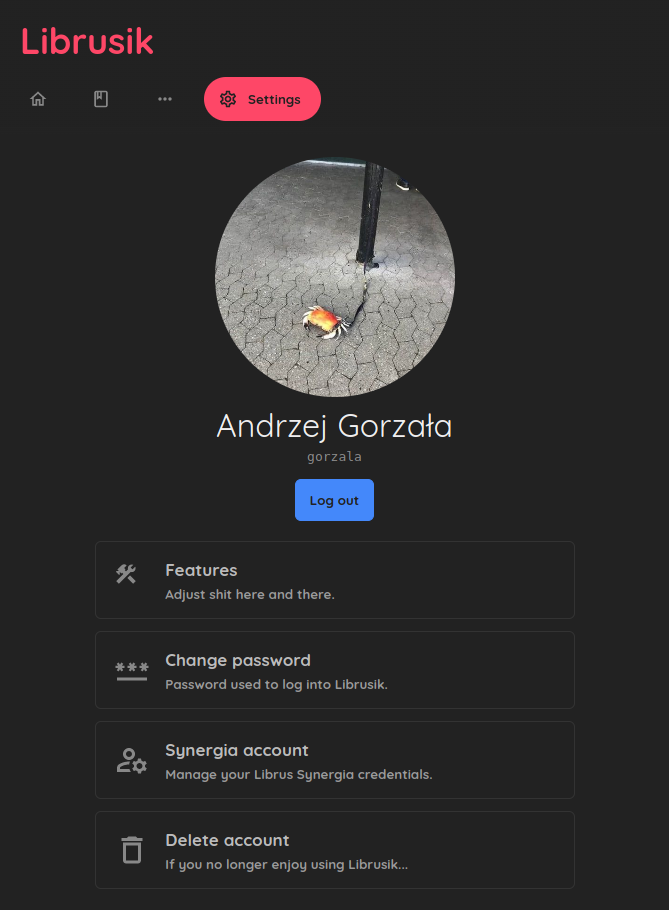 Librusik
Settings
Andrzej Gorzała
gorzala
Log out
Features
Adjust shit here and there.
Change password
Password used to log into Librusik.
Synergia account
Manage your Librus Synergia credentials.
Delete account
If you no longer enjoy using Librusik...